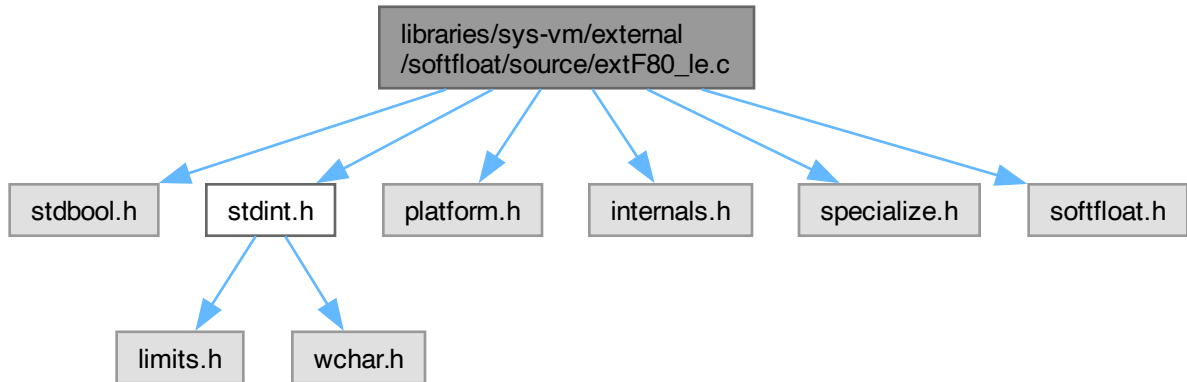 libraries/sys-vm/external
/softfloat/source/extF80_le.c
stdbool.h
stdint.h
platform.h
internals.h
specialize.h
softfloat.h
limits.h
wchar.h